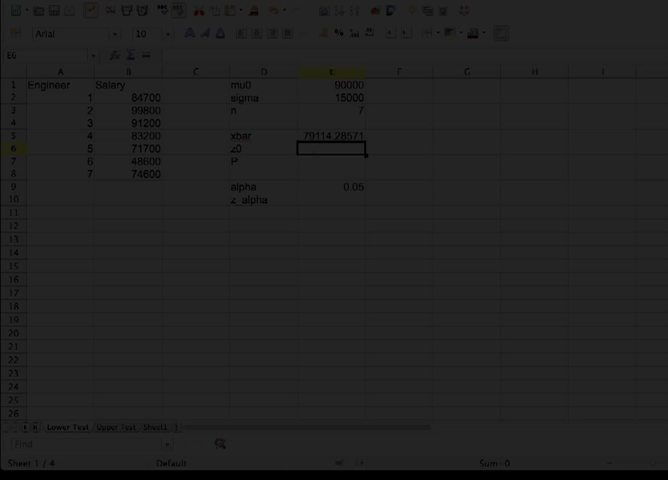 Arial 10
E6
A B C D E F G H I
1 Engineer Salary mu0 90000
2 1 84700 sigma 15000
3 2 99800 n 7
4 3 91200
5 4 83200 xbar 79114.28571
6 5 71700 z0
7 6 48600 P
8 7 74600
9 alpha 0.05
10 z_alpha
11
12
13
14
15
16
17
18
19
20
21
22
23
24
25
26
Lower Test Upper Test Sheet3
Find
Sheet 1 / 4 Default Sum=0